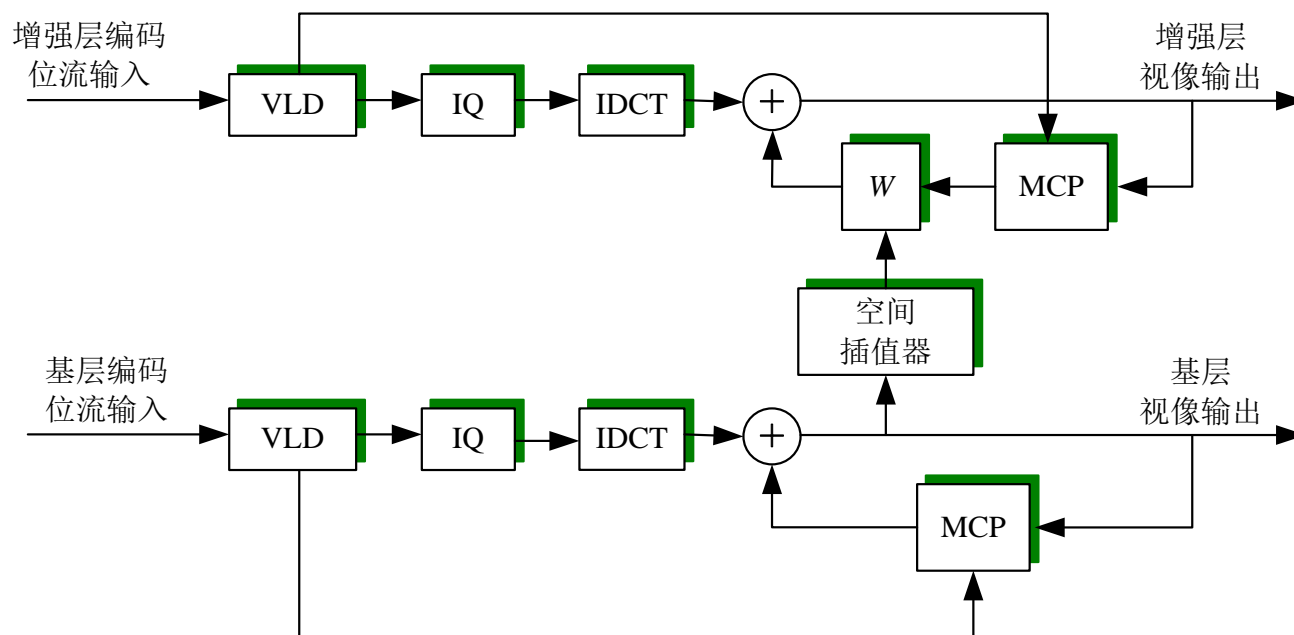 增强层编码
位流输入
增强层
视像输出
VLD
IQ
IDCT
+
W
MCP
空间
插值器
基层编码
位流输入
基层
视像输出
VLD
IQ
IDCT
+
MCP